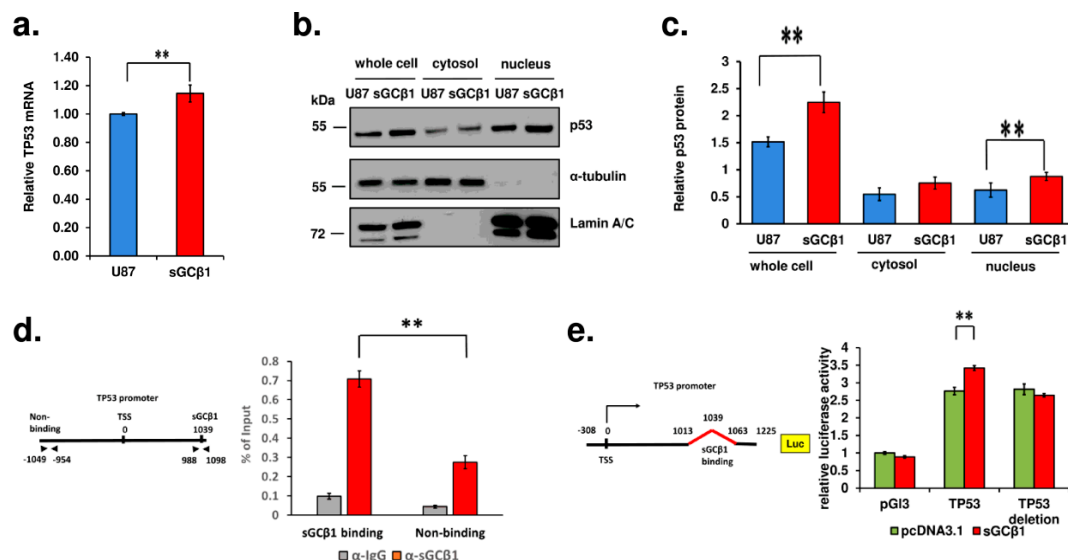 a.
**
Relative TP53 mRNA
1.40
1.20
1.00
0.80
0.60
0.40
0.20
0.00
U87 sGCβ1
b.
whole cell cytosol nucleus
U87 sGCβ1 U87 sGCβ1 U87 sGCβ1
kDa
55 p53
55 α-tubulin
72 Lamin A/C
c.
** **
Relative p53 protein
3
2.5
2
1.5
1
0.5
0
U87 sGCβ1 U87 sGCβ1 U87 sGCβ1
whole cell cytosol nucleus
d.
TP53 promoter
Non-
binding
TSS sGCβ1
0 1039
-1049 -954 988 1098
**
% of Input
0.8
0.7
0.6
0.5
0.4
0.3
0.2
0.1
0
sGCβ1 binding Non-binding
α-IgG α-sGCβ1
e.
TP53 promoter
1039
-308 0 1013 1063 1225
TSS
sGCβ1
binding
Luc
**
relative luciferase activity
4
3.5
3
2.5
2
1.5
1
0.5
0
pGl3 TP53 TP53
deletion
pcDNA3.1 sGCβ1